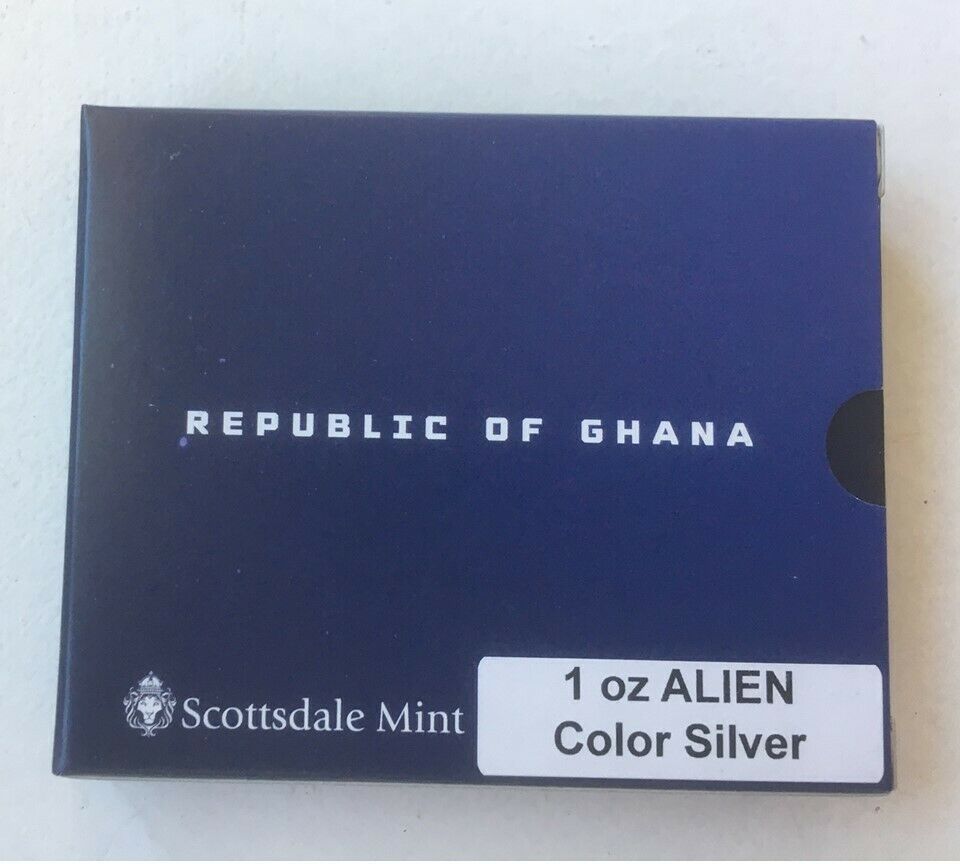 REPUBLIC OF GHANA
Scottsdale Mint
1 oz ALIEN
Color Silver